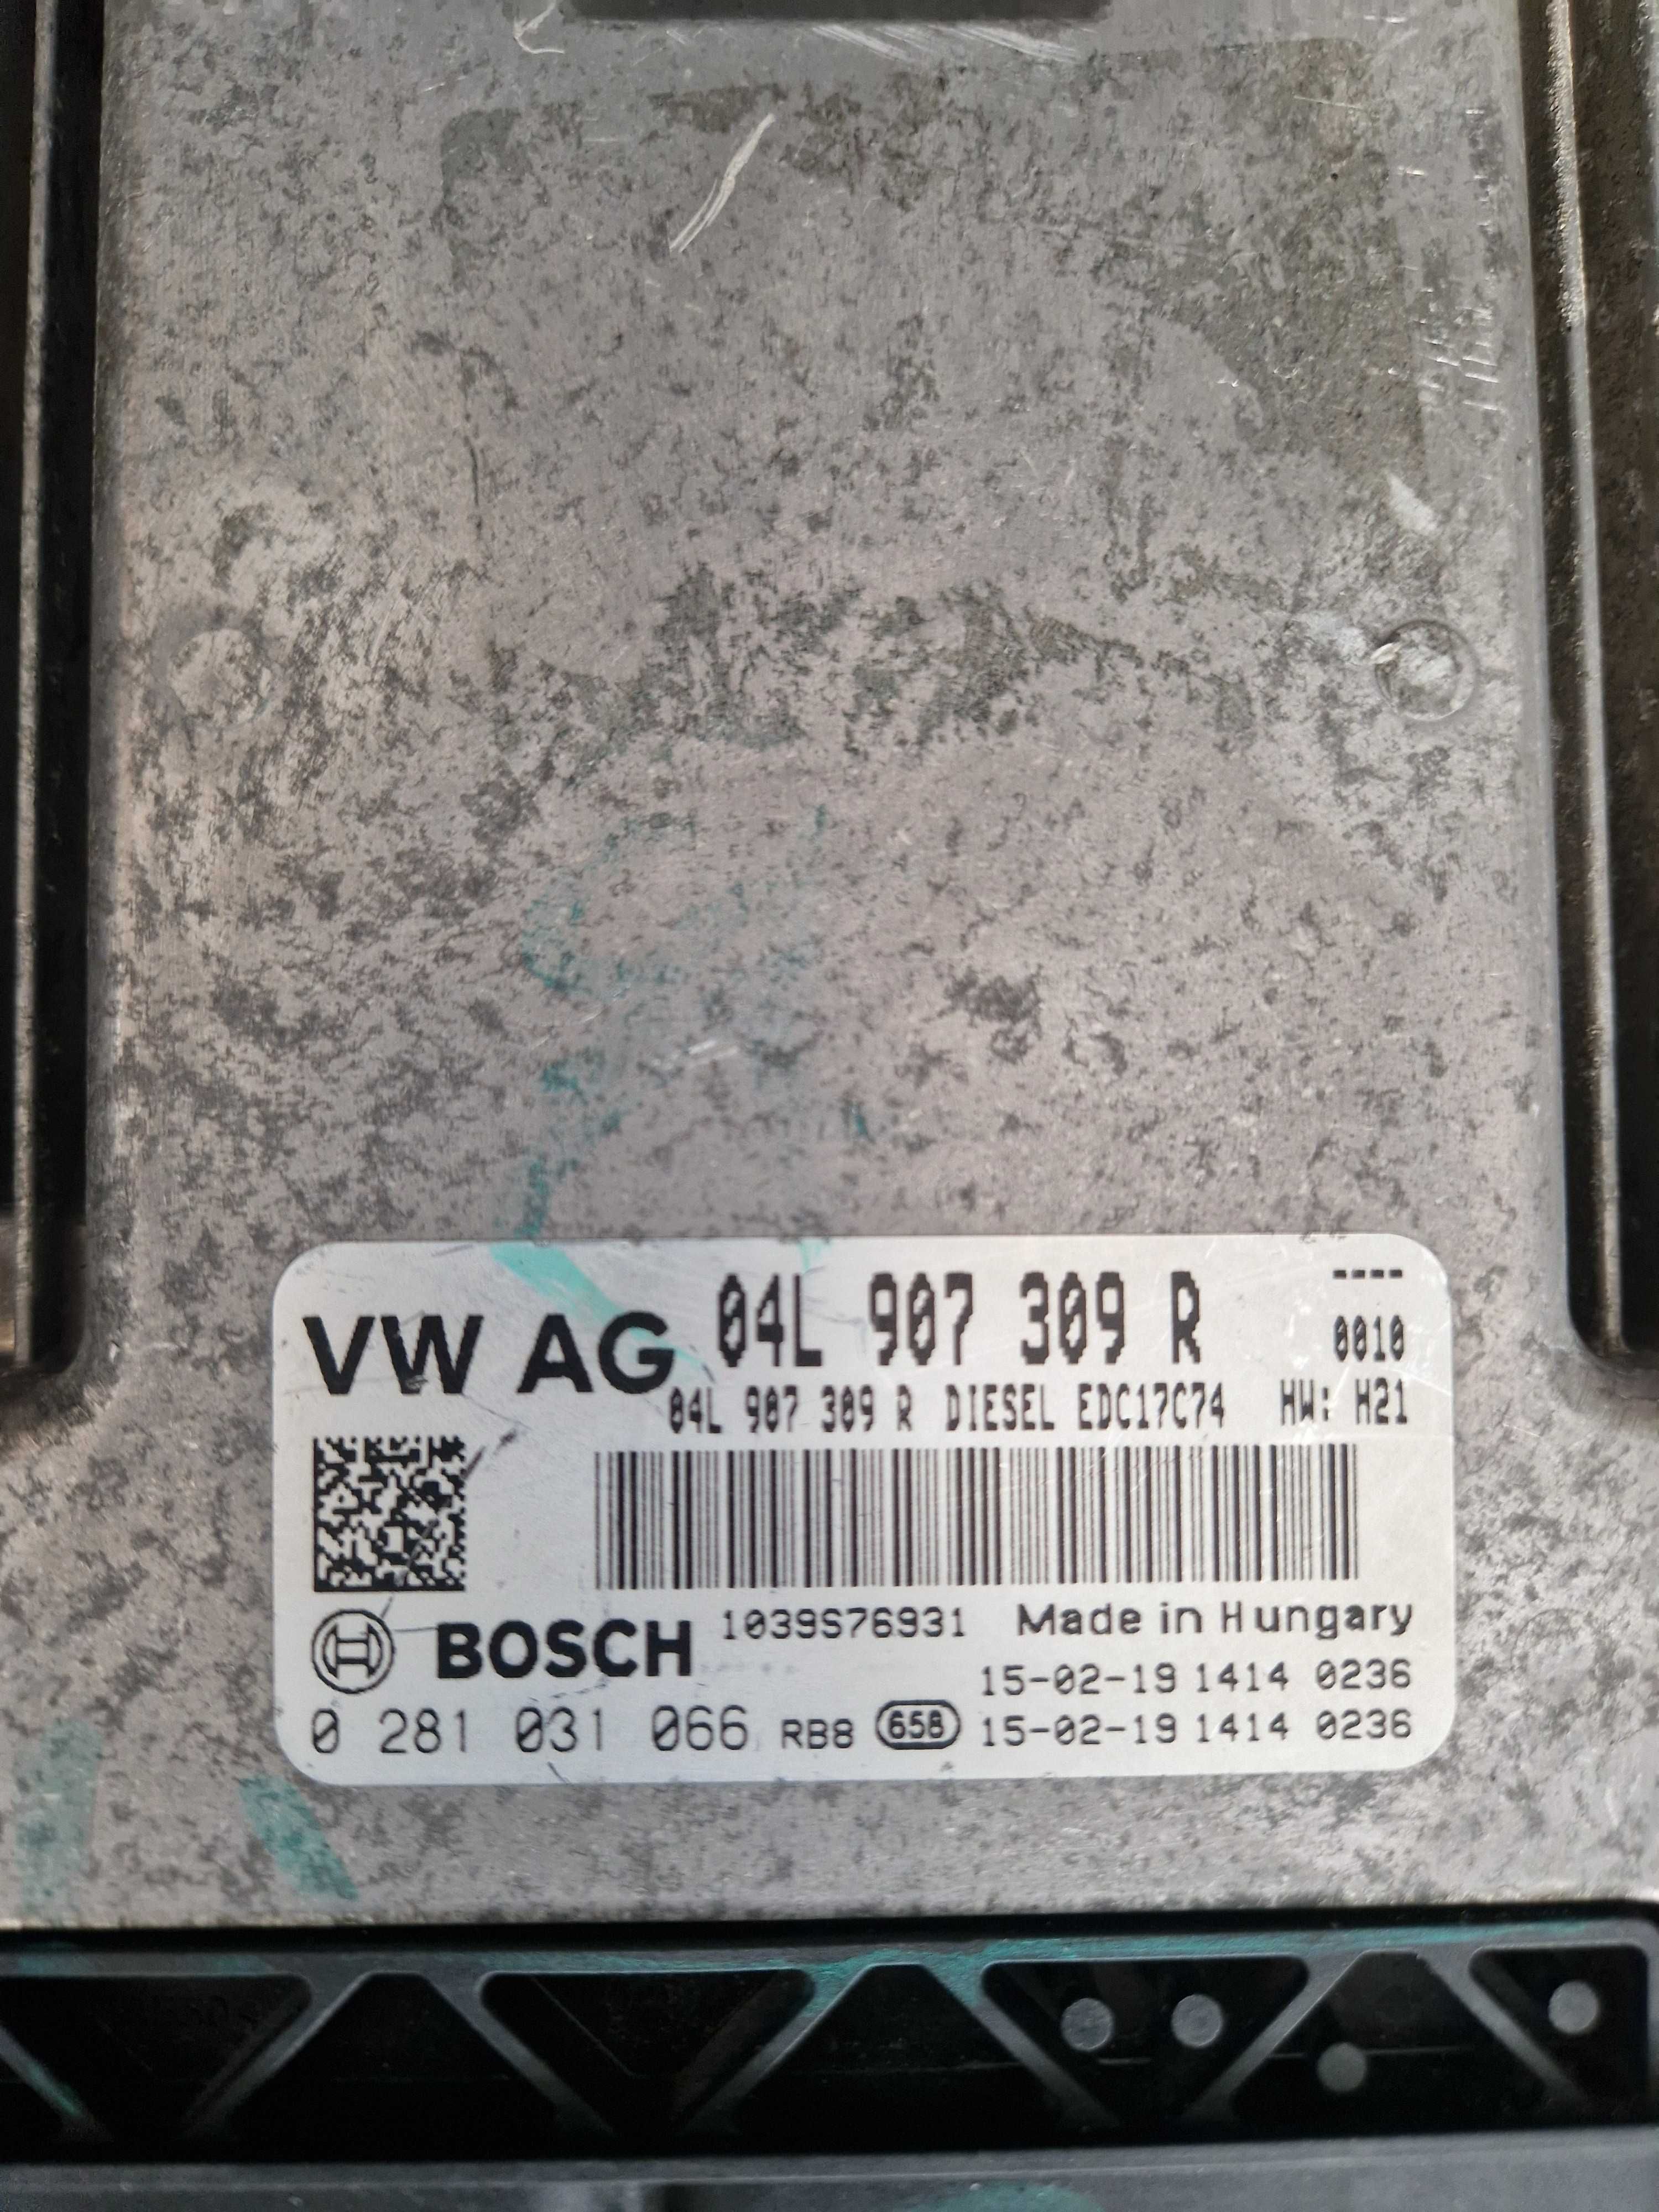 VW AG 04L 907 309 R ----
0010
04L 907 309 R DIESEL EDC17C74 HW: H21
BOSCH 1039S76931 Made in Hungary
15-02-19 1414 0236
0 281 031 066 RB8 658 15-02-19 1414 0236